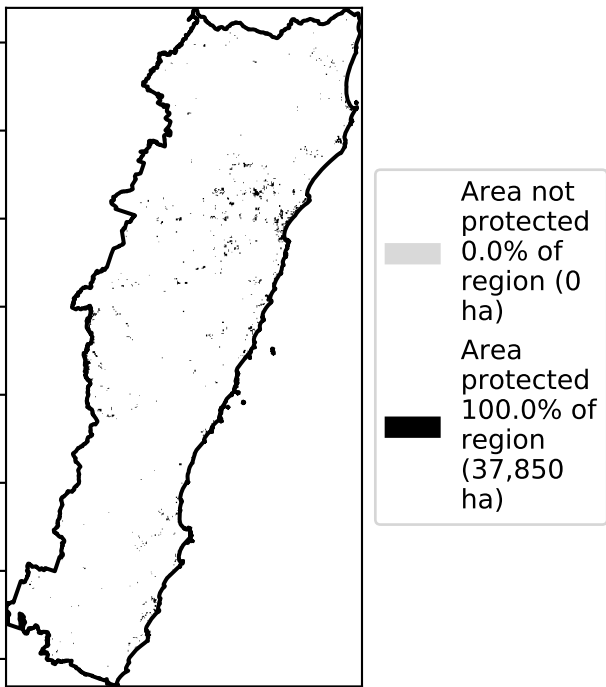 Area not
protected
0.0% of
region (0
ha)
Area
protected
100.0% of
region
(37,850
ha)